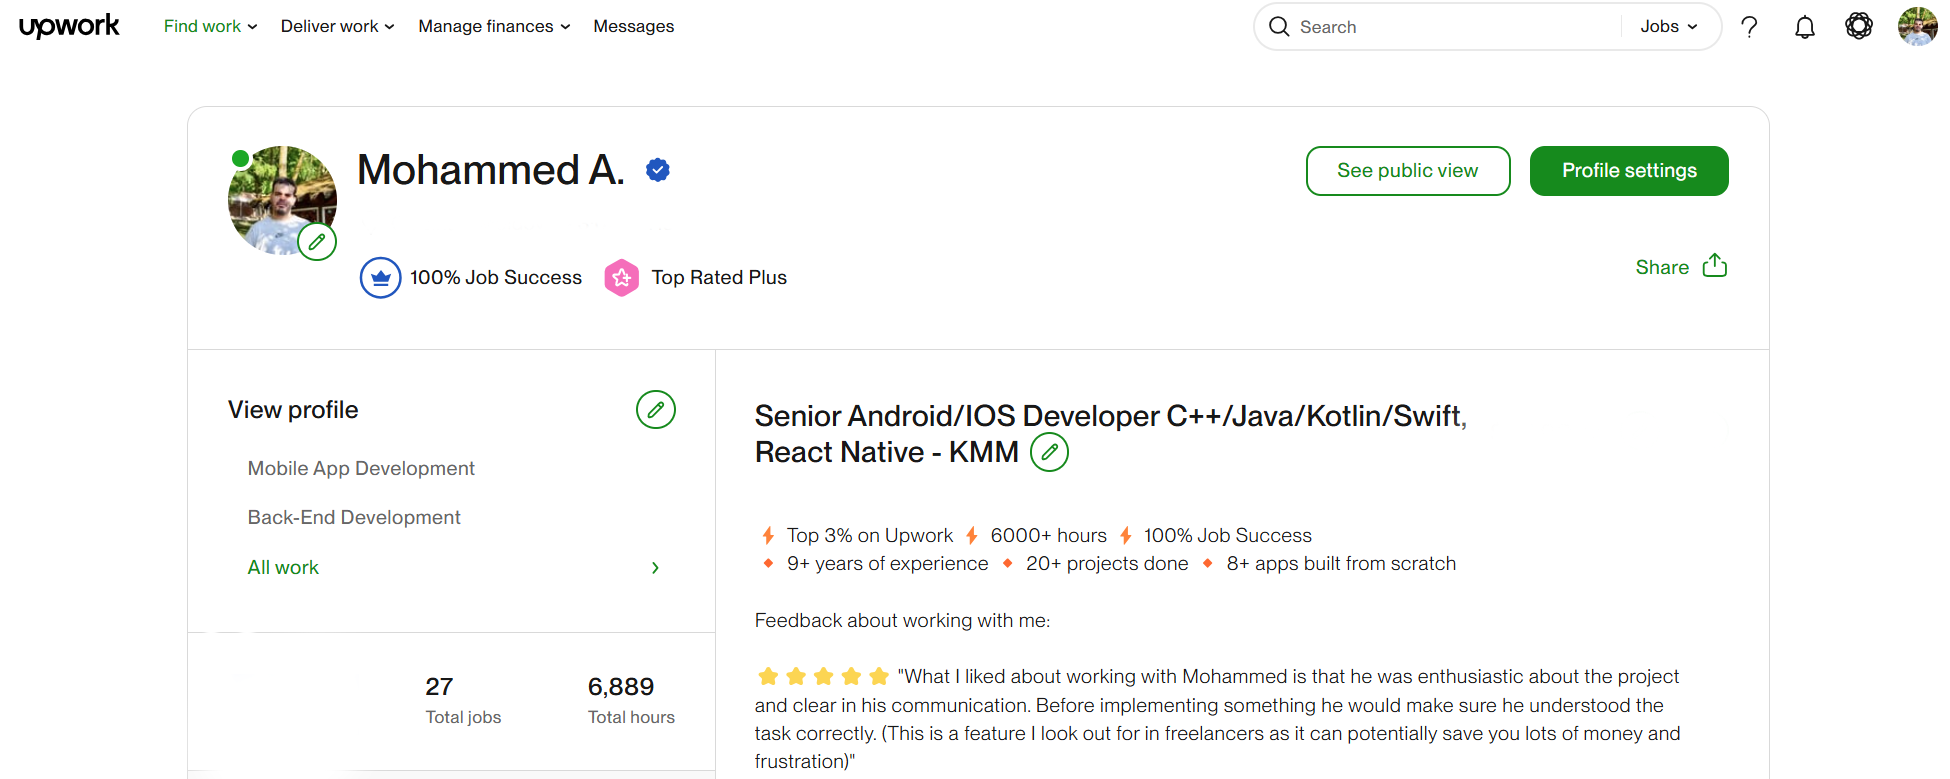 upwork
Find work
Deliver work
Manage finances
Messages
Search
Jobs
Mohammed A.
See public view
Profile settings
100% Job Success
Top Rated Plus
Share
View profile
Mobile App Development
Back-End Development
All work
27
Total jobs
6,889
Total hours
Senior Android/IOS Developer C++/Java/Kotlin/Swift,
React Native - KMM
Top 3% on Upwork 6000+ hours 100% Job Success
9+ years of experience 20+ projects done 8+ apps built from scratch
Feedback about working with me:
"What I liked about working with Mohammed is that he was enthusiastic about the project
and clear in his communication. Before implementing something he would make sure he understood the
task correctly. (This is a feature I look out for in freelancers as it can potentially save you lots of money and
frustration)"